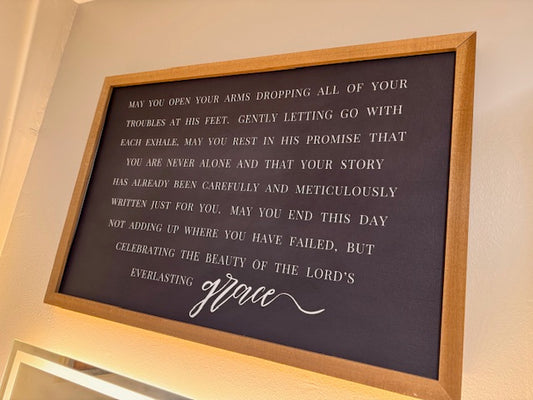 MAY YOU OPEN YOUR ARMS DROPPING ALL OF YOUR
TROUBLES AT HIS FEET. GENTLY LETTING GO WITH
EACH EXHALE, MAY YOU REST IN HIS PROMISE THAT
YOU ARE NEVER ALONE AND THAT YOUR STORY
HAS ALREADY BEEN CAREFULLY AND METICULOUSLY
WRITTEN JUST FOR YOU. MAY YOU END THIS DAY
NOT ADDING UP WHERE YOU HAVE FAILED, BUT
CELEBRATING THE BEAUTY OF THE LORD'S
EVERLASTING grace